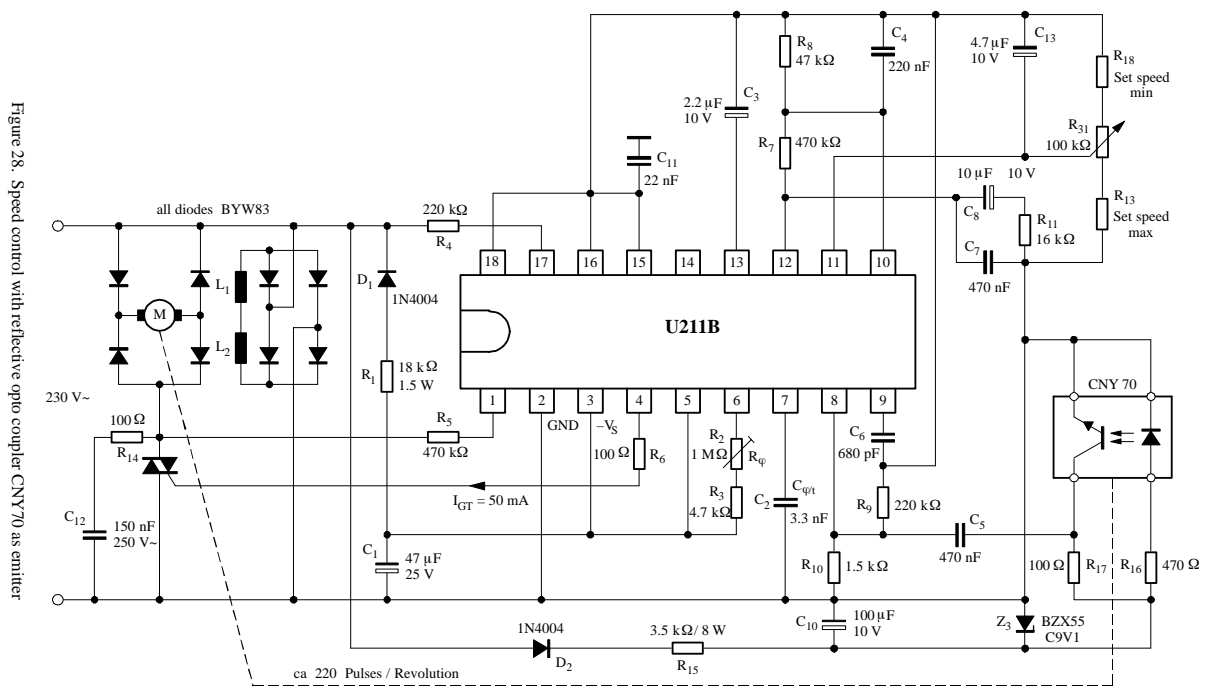 Figure 28. Speed control with reflective opto coupler CNY70 as emitter
R8
47 kΩ
C4
220 nF
4.7 µF
10 V
C13
R18
Set speed
min
2.2 µF
10 V
C3
R7
470 kΩ
R31
100 kΩ
C11
22 nF
10 µF
10 V
C8
R11
16 kΩ
R13
Set speed
max
C7
470 nF
all diodes BYW83
220 kΩ
R4
18
17
16
15
14
13
12
11
10
D1
1N4004
L1
M
L2
U211B
R1
18 kΩ
1.5 W
CNY 70
1
2
3
4
5
6
7
8
9
GND
–VS
230 V~
100 Ω
R14
R5
470 kΩ
100 Ω
R6
R2
1 MΩ
Rφ
C6
680 pF
IGT = 50 mA
R3
4.7 kΩ
C2
Cφ/t
3.3 nF
R9
220 kΩ
C5
470 nF
C12
150 nF
250 V~
C1
47 µF
25 V
R10
1.5 kΩ
100 Ω
R17
R16
470 Ω
1N4004
D2
3.5 kΩ/ 8 W
R15
C10
100 µF
10 V
Z3
BZX55
C9V1
ca 220 Pulses / Revolution